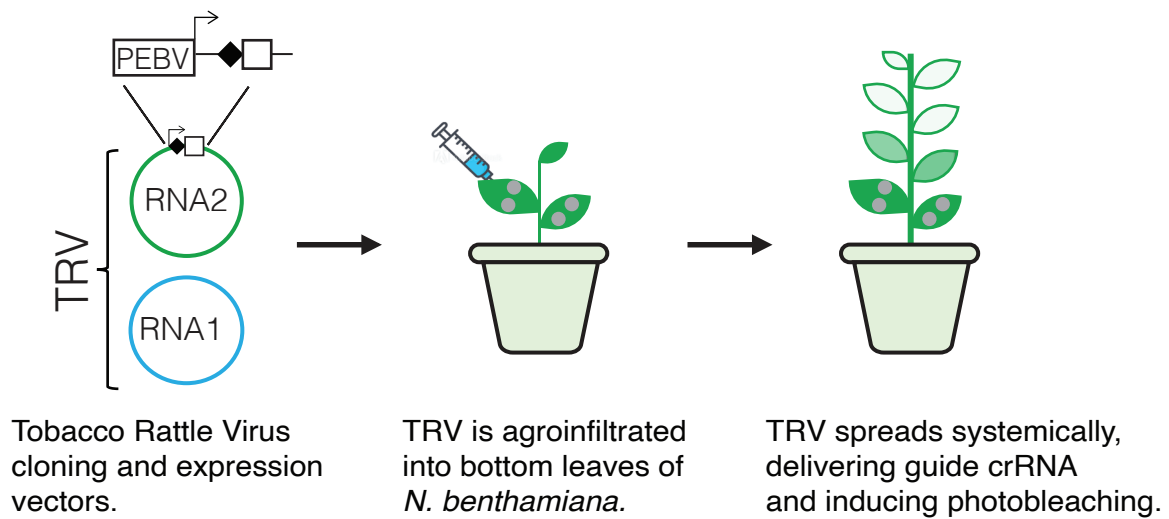 PEBV
TRV
RNA2
RNA1
Tobacco Rattle Virus
cloning and expression
vectors.
TRV is agroinfiltrated
into bottom leaves of
N. benthamiana.
TRV spreads systemically,
delivering guide crRNA
and inducing photobleaching.